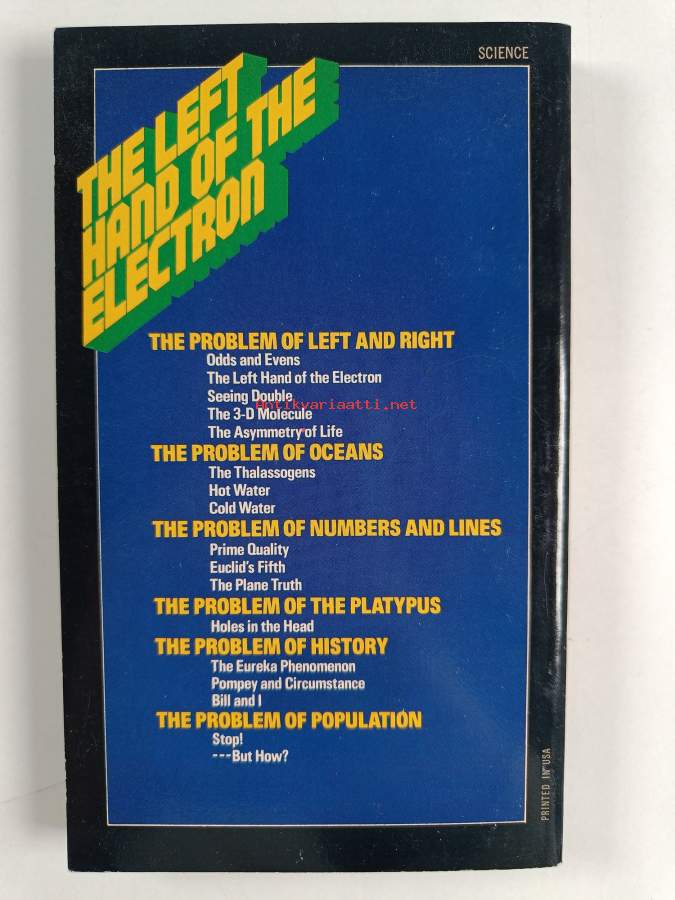 SCIENCE
THE LEFT
HAND OF THE
ELECTRON
THE PROBLEM OF LEFT AND RIGHT
Odds and Evens
The Left Hand of the Electron
Seeing Double
Antikvariaatti.net
The 3-D Molecule
The Asymmetry of Life
THE PROBLEM OF OCEANS
The Thalassogens
Hot Water
Cold Water
THE PROBLEM OF NUMBERS AND LINES
Prime Quality
Euclid's Fifth
The Plane Truth
THE PROBLEM OF THE PLATYPUS
Holes in the Head
THE PROBLEM OF HISTORY
The Eureka Phenomenon
Pompey and Circumstance
Bill and I
THE PROBLEM OF POPULATION
Stop!
---But How?
PRINTED IN USA